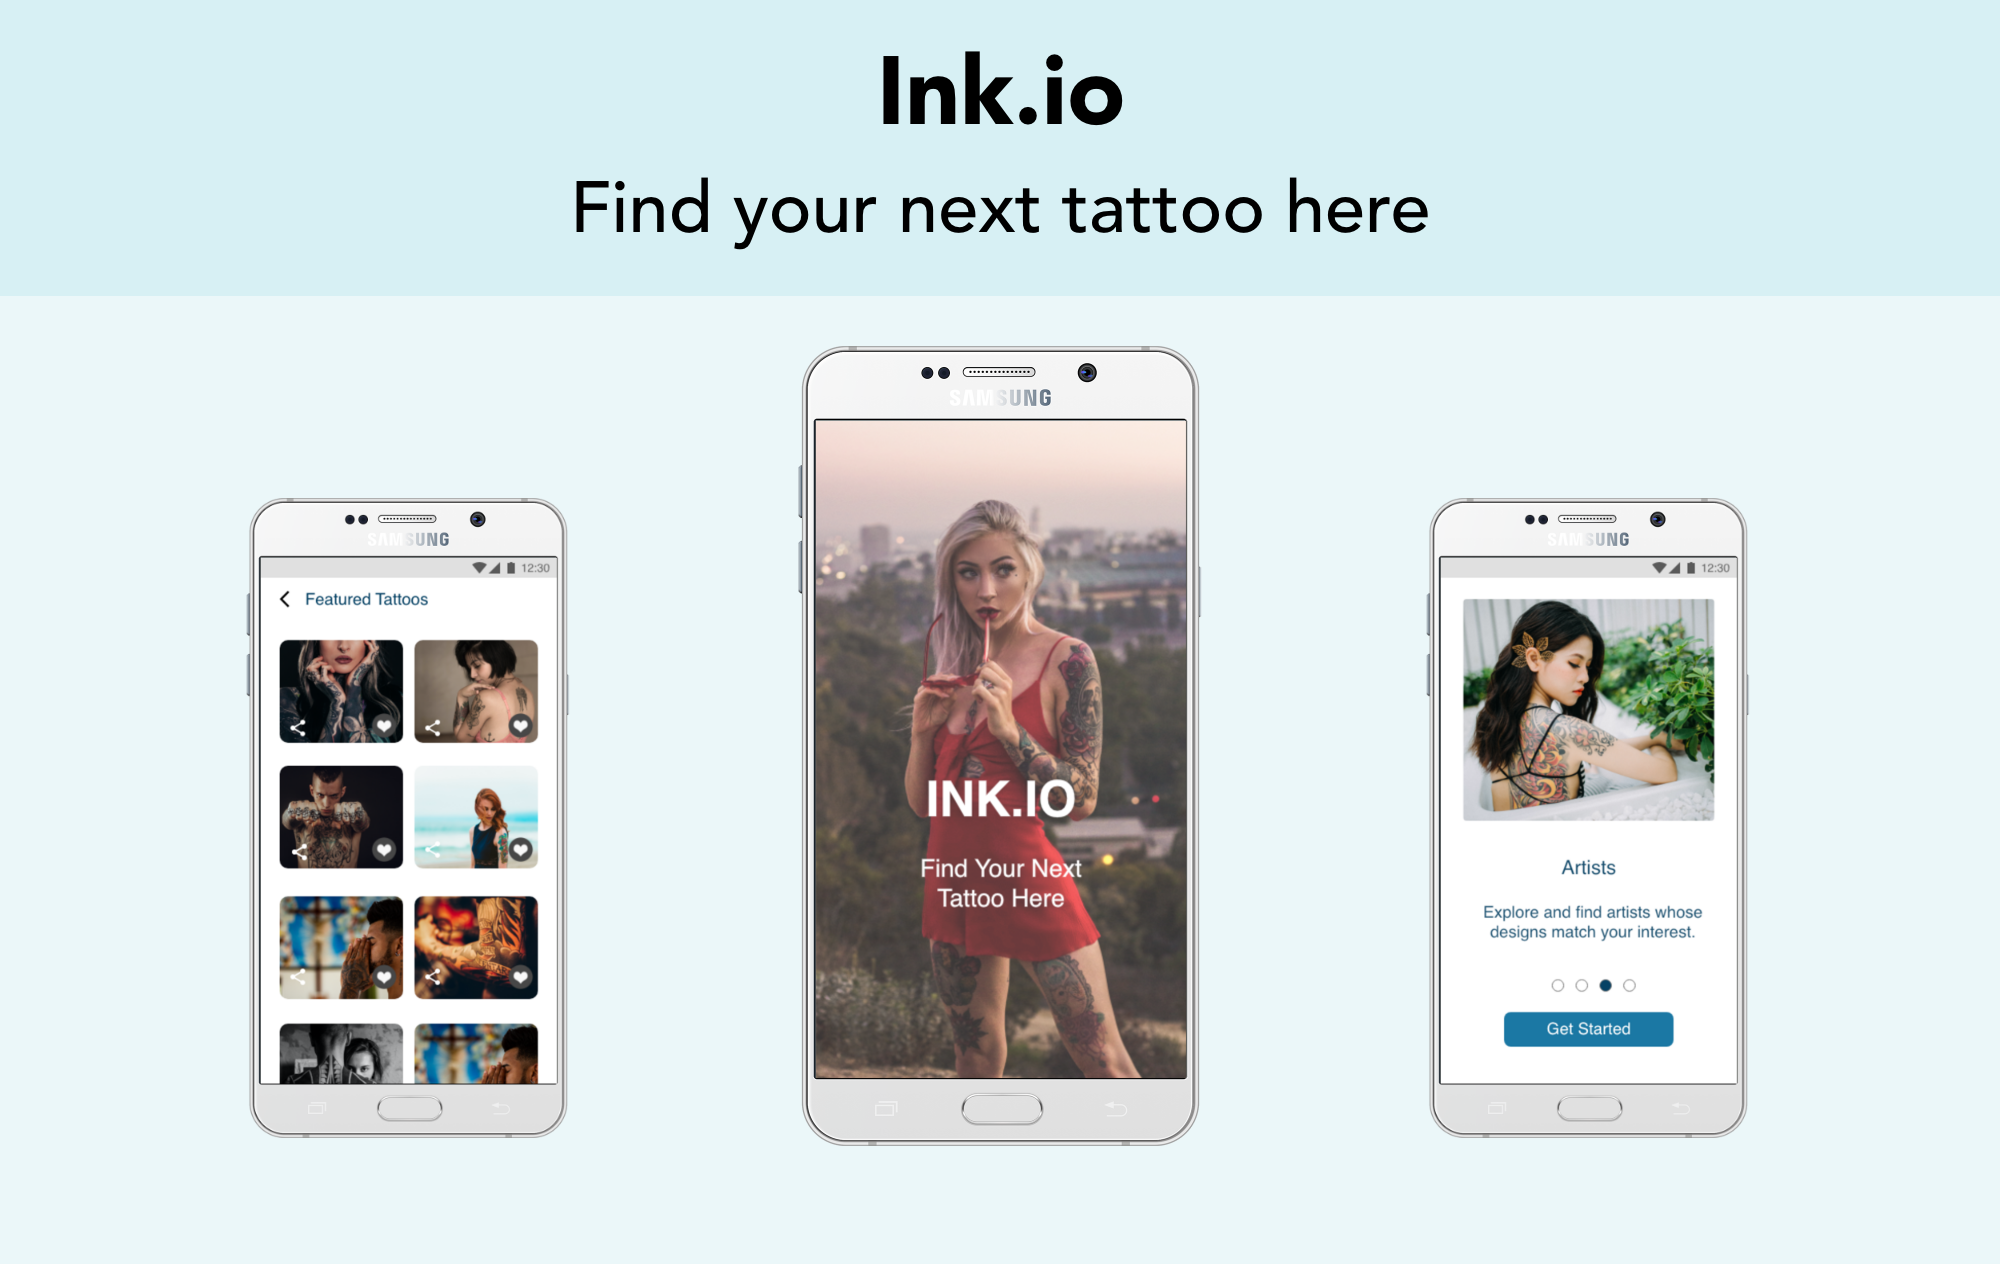 Ink.io
Find your next tattoo here
SAMSUNG
12:30
Featured Tattoos
SAMSUNG
INK.IO
Find Your Next
Tattoo Here
SAMSUNG
12:30
Artists
Explore and find artists whose
designs match your interest.
Get Started